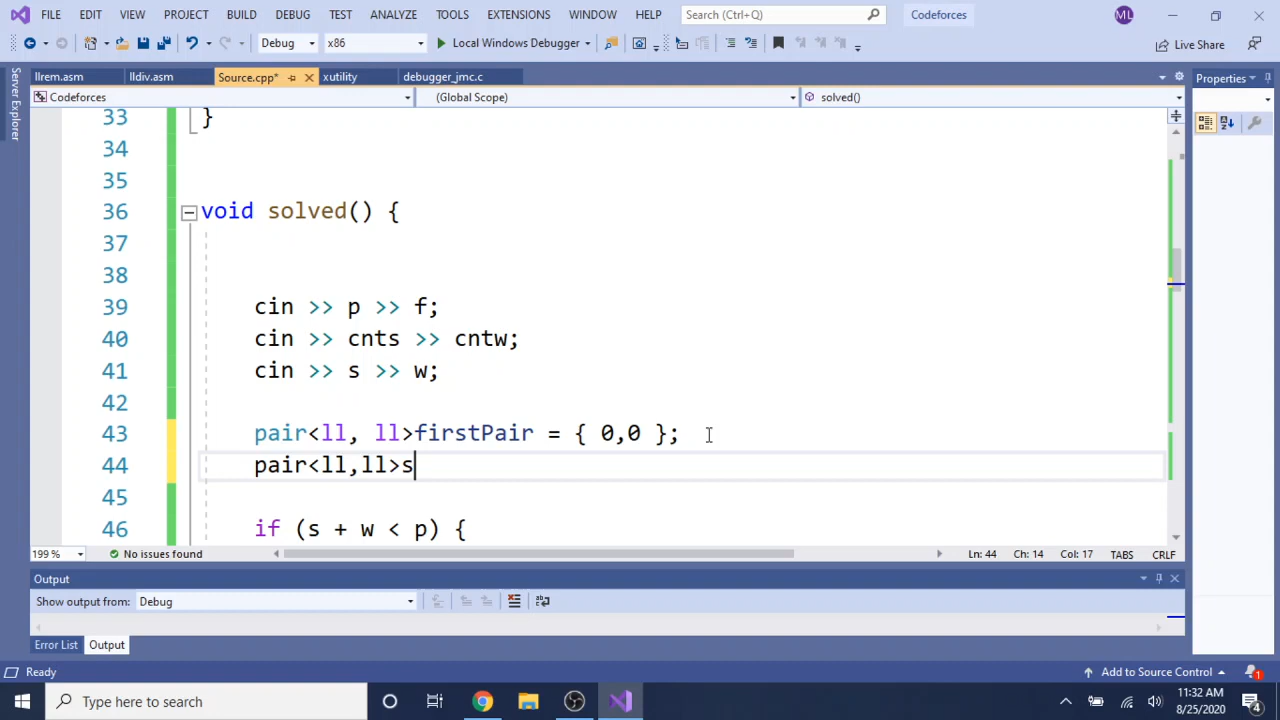 FILE EDIT VIEW PROJECT BUILD DEBUG TEST ANALYZE TOOLS EXTENSIONS WINDOW HELP Search (Ctrl+Q) Codeforces ML
Debug x86 Local Windows Debugger Live Share
llrem.asm lldiv.asm Source.cpp* xutility debugger_jmc.c Properties
Codeforces (Global Scope) solved()
Server Explorer
33 }
34
35
36 void solved() {
37
38
39 cin >> p >> f;
40 cin >> cnts >> cntw;
41 cin >> s >> w;
42
43 pair<ll, ll>firstPair = { 0,0 };
44 pair<ll,ll>s
45
46 if (s + w < p) {
199 % No issues found Ln: 44 Ch: 14 Col: 17 TABS CRLF
Output
Show output from: Debug
Error List Output
Ready Add to Source Control 1
Type here to search 11:32 AM
8/25/2020 4